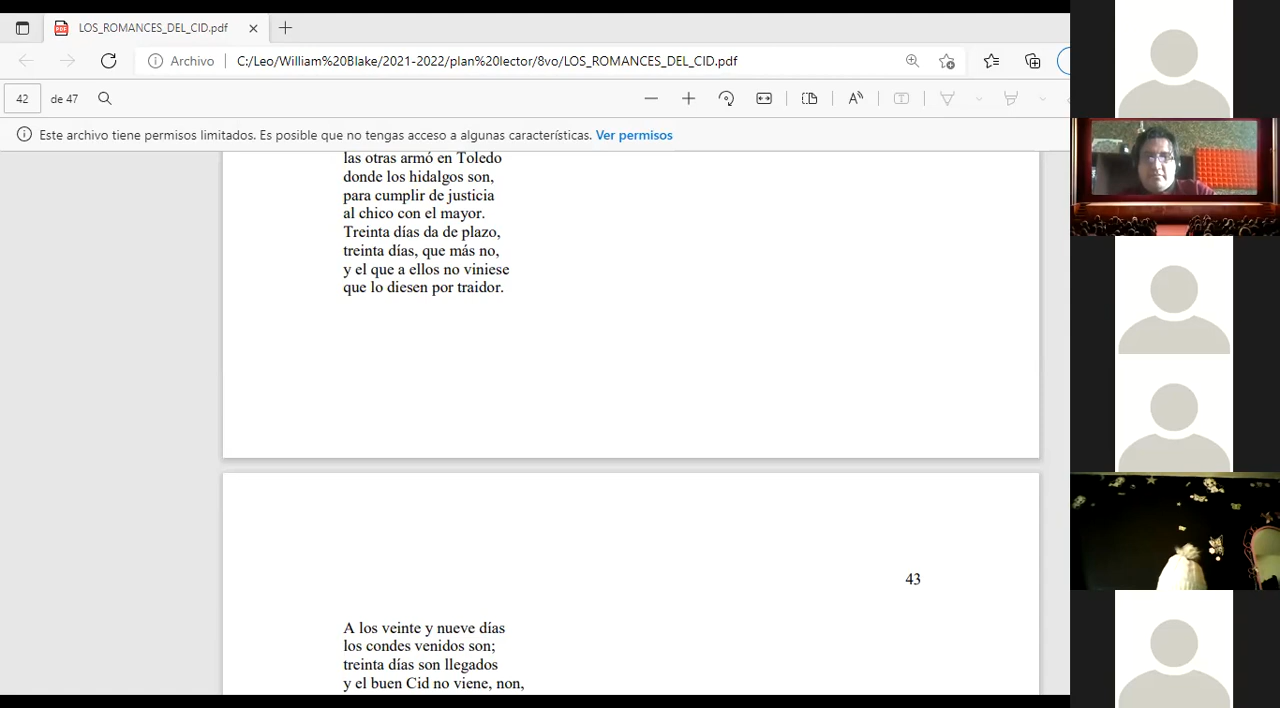 LOS_ROMANCES_DEL_CID.pdf
Archivo
C:/Leo/William%20Blake/2021-2022/plan%20lector/8vo/LOS_ROMANCES_DEL_CID.pdf
42 de 47
Este archivo tiene permisos limitados. Es posible que no tengas acceso a algunas características. Ver permisos
las otras armó en Toledo
donde los hidalgos son,
para cumplir de justicia
al chico con el mayor.
Treinta días da de plazo,
treinta días, que más no,
y el que a ellos no viniese
que lo diesen por traidor.
43
A los veinte y nueve días
los condes venidos son;
treinta días son llegados
y el buen Cid no viene, non,